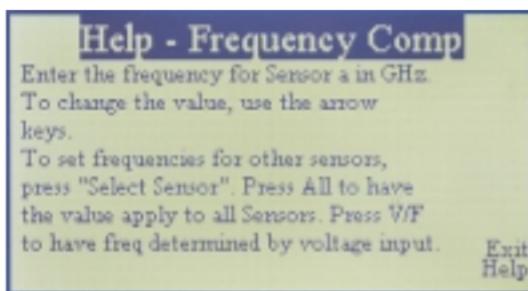 Help - Frequency Comp
Enter the frequency for Sensor a in GHz.
To change the value, use the arrow
keys.
To set frequencies for other sensors,
press "Select Sensor". Press All to have
the value apply to all Sensors. Press V/F
to have freq determined by voltage input.
Exit
Help